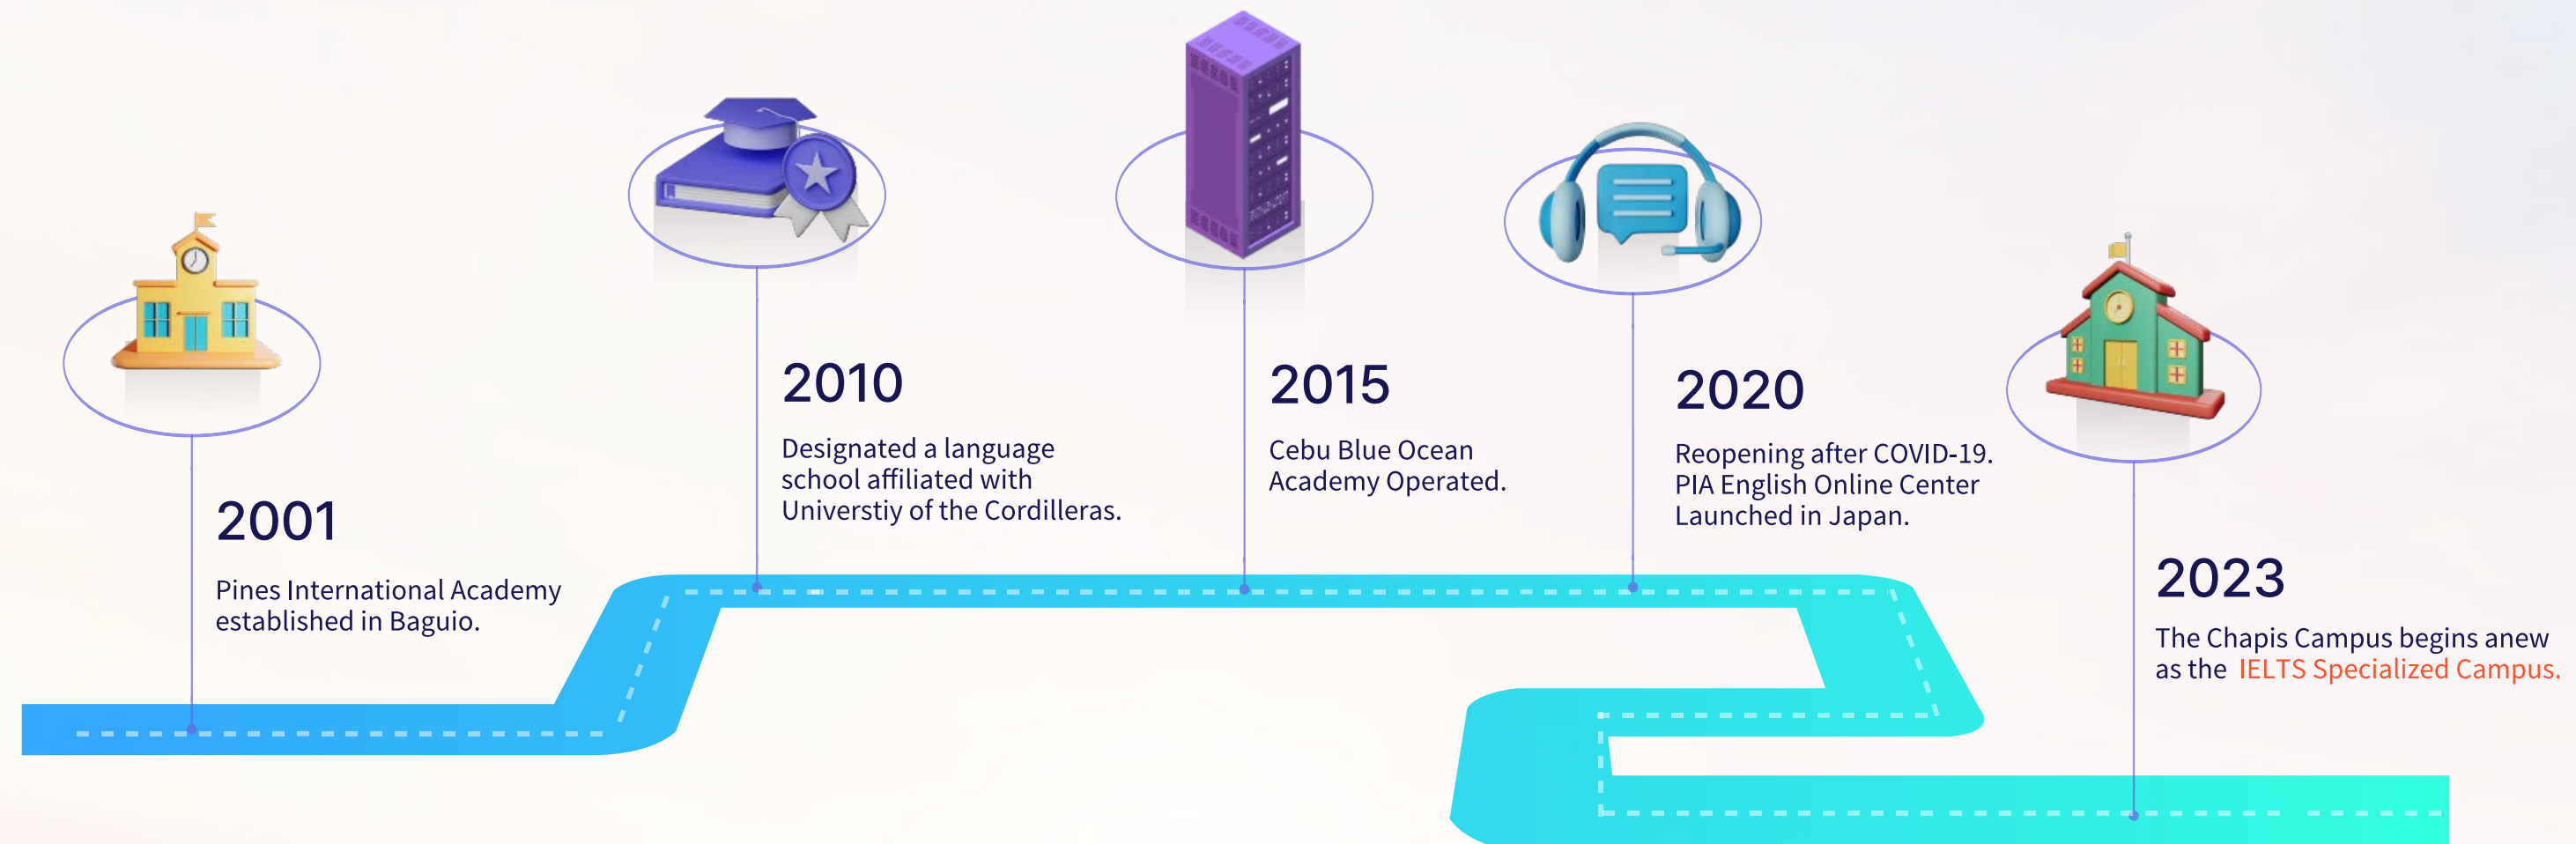 2001
Pines International Academy
established in Baguio.
2010
Designated a language
school affiliated with
Universtiy of the Cordilleras.
2015
Cebu Blue Ocean
Academy Operated.
2020
Reopening after COVID-19.
PIA English Online Center
Launched in Japan.
2023
The Chapis Campus begins anew
as the IELTS Specialized Campus.